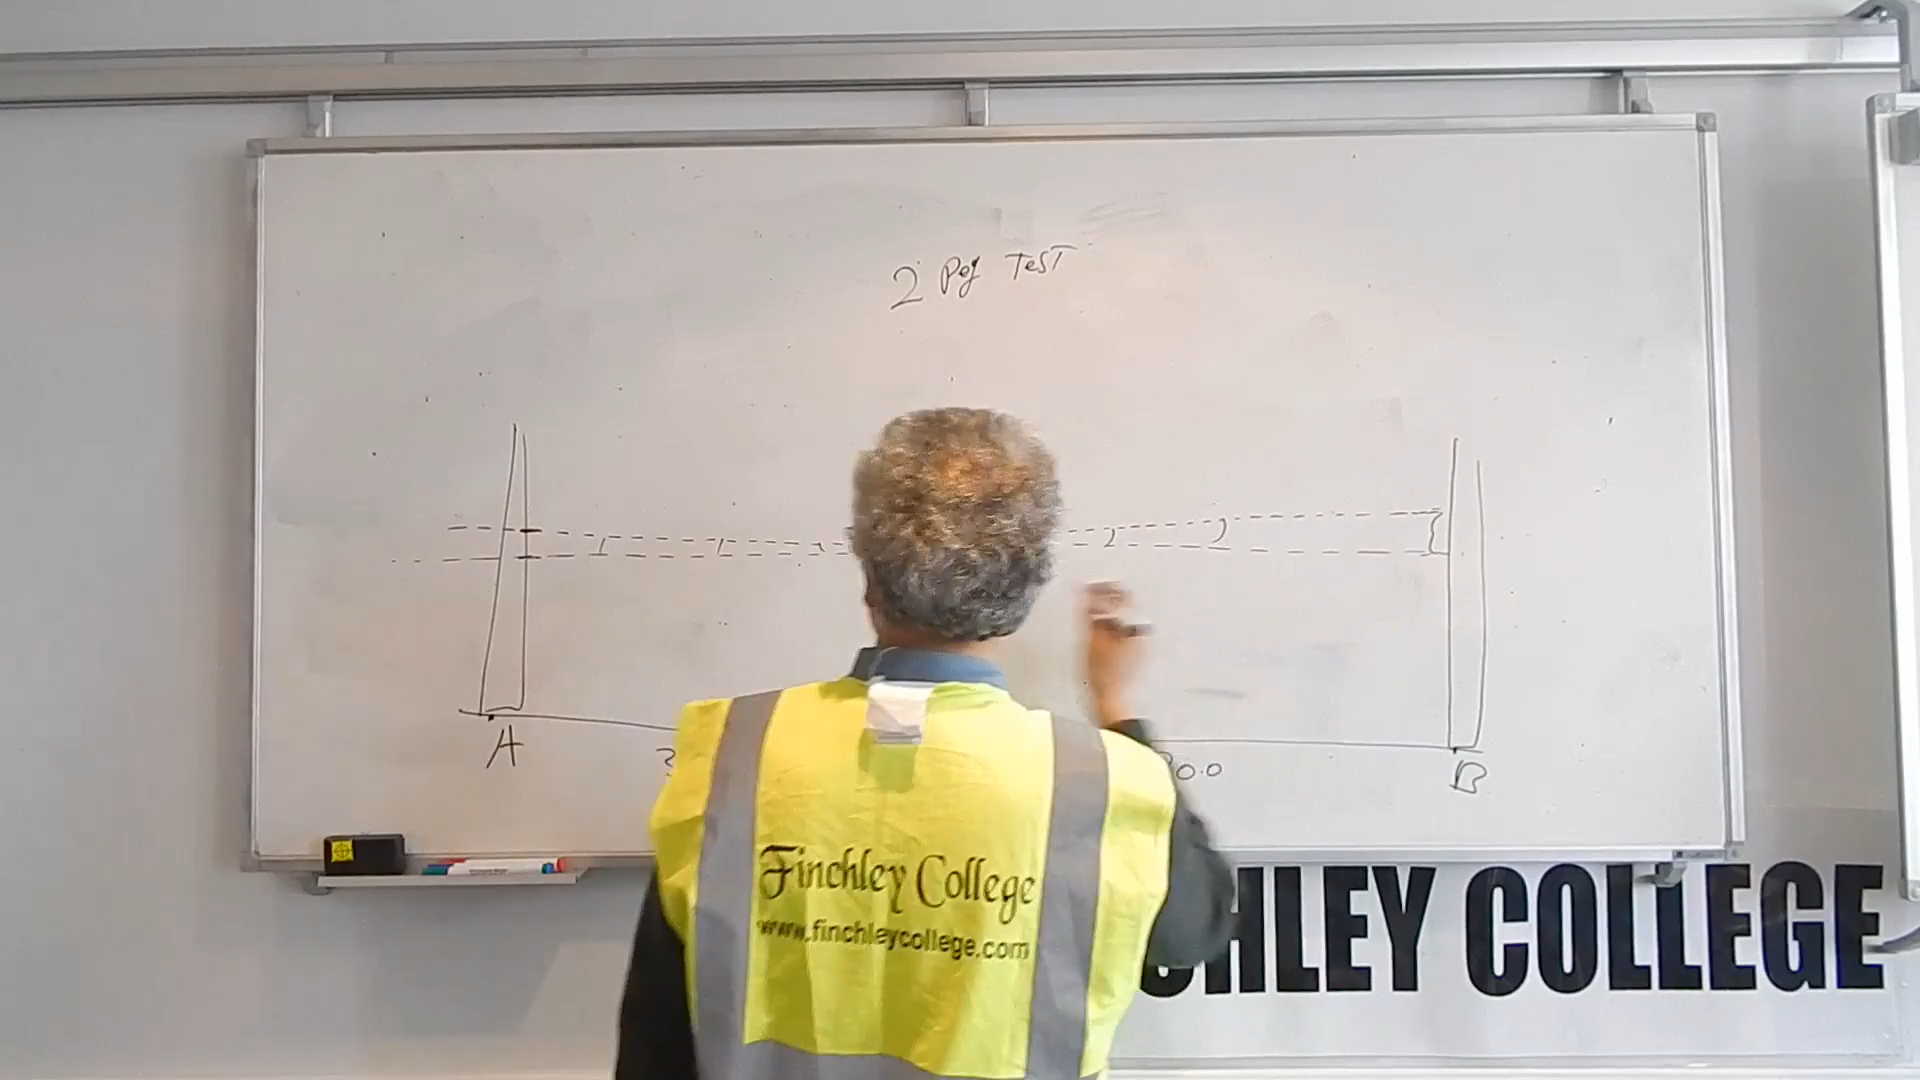 2 Peg TEST
A
B
Finchley College
www.finchleycollege.com
HLEY COLLEGE